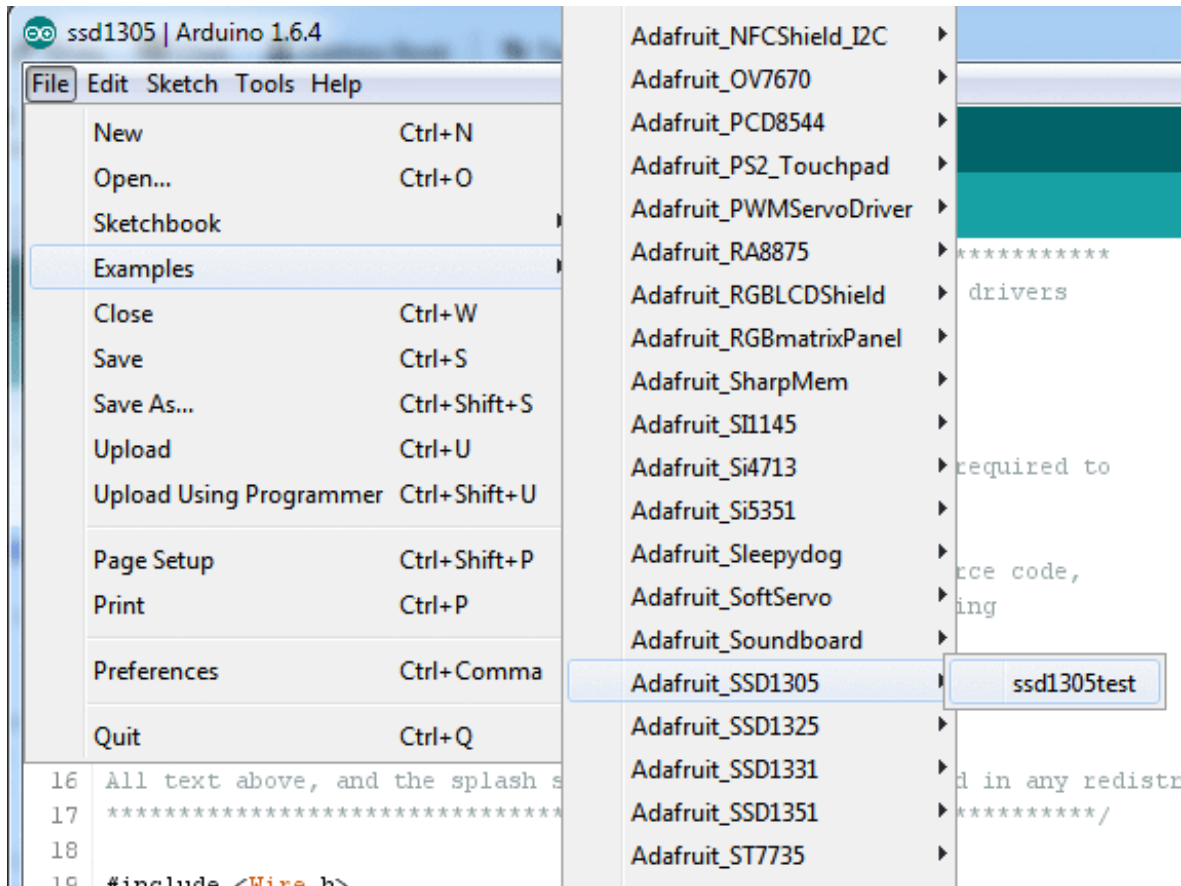 ssd1305 | Arduino 1.6.4
File Edit Sketch Tools Help
New Ctrl+N
Open... Ctrl+O
Sketchbook
Examples
Close Ctrl+W
Save Ctrl+S
Save As... Ctrl+Shift+S
Upload Ctrl+U
Upload Using Programmer Ctrl+Shift+U
Page Setup Ctrl+Shift+P
Print Ctrl+P
Preferences Ctrl+Comma
Quit Ctrl+Q
Adafruit_NFCShield_I2C
Adafruit_OV7670
Adafruit_PCD8544
Adafruit_PS2_Touchpad
Adafruit_PWMServoDriver
Adafruit_RA8875
Adafruit_RGBLCDShield
Adafruit_RGBmatrixPanel
Adafruit_SharpMem
Adafruit_SI1145
Adafruit_Si4713
Adafruit_Si5351
Adafruit_Sleepydog
Adafruit_SoftServo
Adafruit_Soundboard
Adafruit_SSD1305
Adafruit_SSD1325
Adafruit_SSD1331
Adafruit_SSD1351
Adafruit_ST7735
ssd1305test
***********
drivers
required to
rce code,
ing
16 All text above, and the splash s d in any redistr
17 ******************************** **********/
18
19 #include <Wire.h>